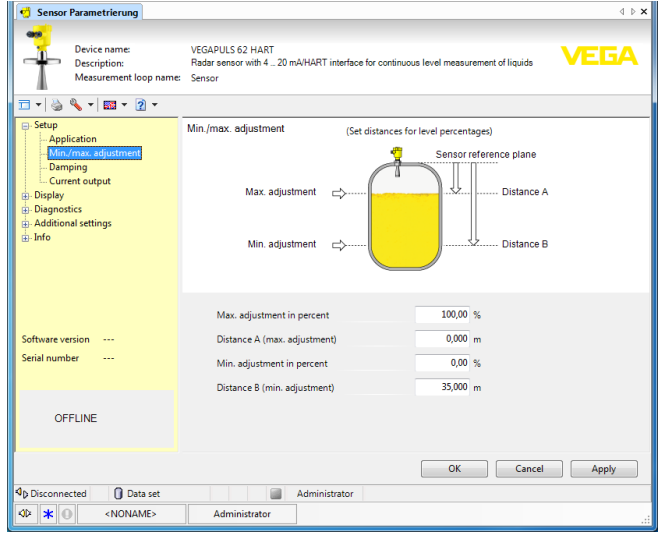 Sensor Parametrierung
Device name: VEGAPULS 62 HART
Description: Radar sensor with 4 .. 20 mA/HART interface for continuous level measurement of liquids
Measurement loop name: Sensor
VEGA
Setup
Application
Min./max. adjustment
Damping
Current output
Display
Diagnostics
Additional settings
Info
Software version ---
Serial number ---
OFFLINE
Min./max. adjustment
(Set distances for level percentages)
Sensor reference plane
Max. adjustment
Distance A
Min. adjustment
Distance B
Max. adjustment in percent 100,00 %
Distance A (max. adjustment) 0,000 m
Min. adjustment in percent 0,00 %
Distance B (min. adjustment) 35,000 m
OK Cancel Apply
Disconnected Data set Administrator
<NONAME> Administrator